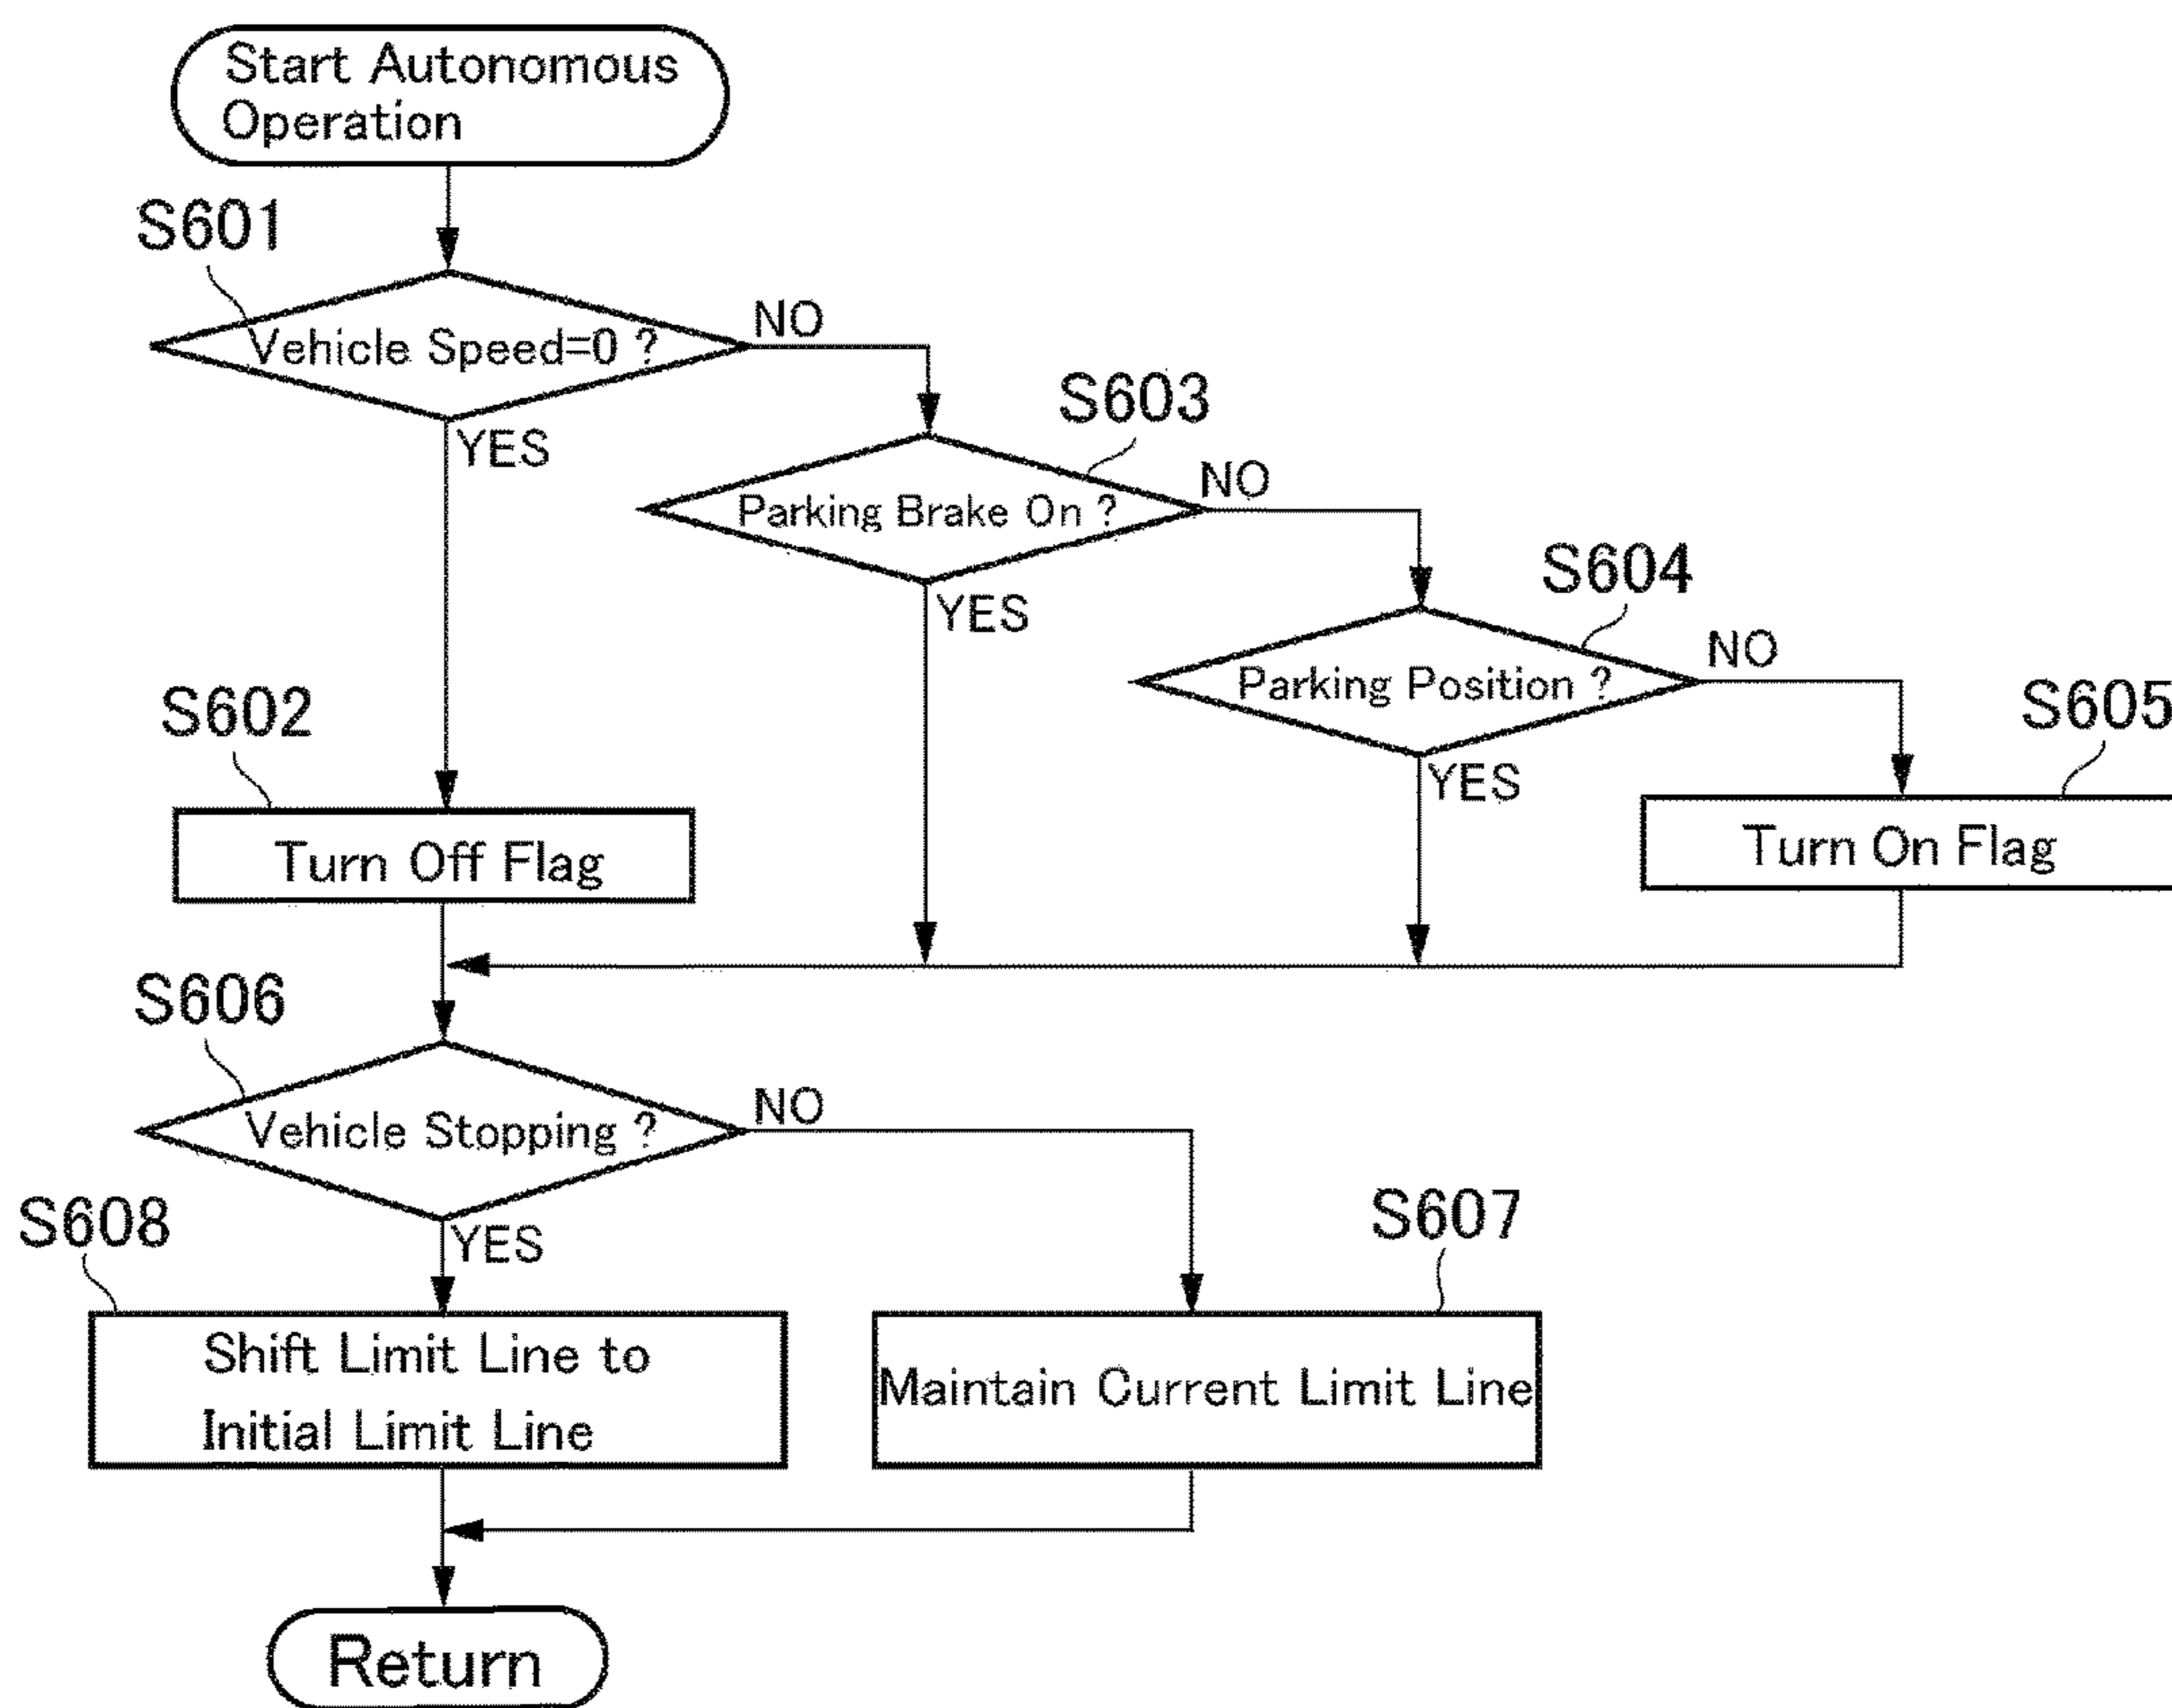 Start Autonomous
Operation
S601
Vehicle Speed=0 ?
NO
YES
S603
Parking Brake On ?
NO
YES
S604
Parking Position ?
NO
YES
S602
Turn Off Flag
S605
Turn On Flag
S606
Vehicle Stopping ?
NO
YES
S608
Shift Limit Line to
Initial Limit Line
S607
Maintain Current Limit Line
Return